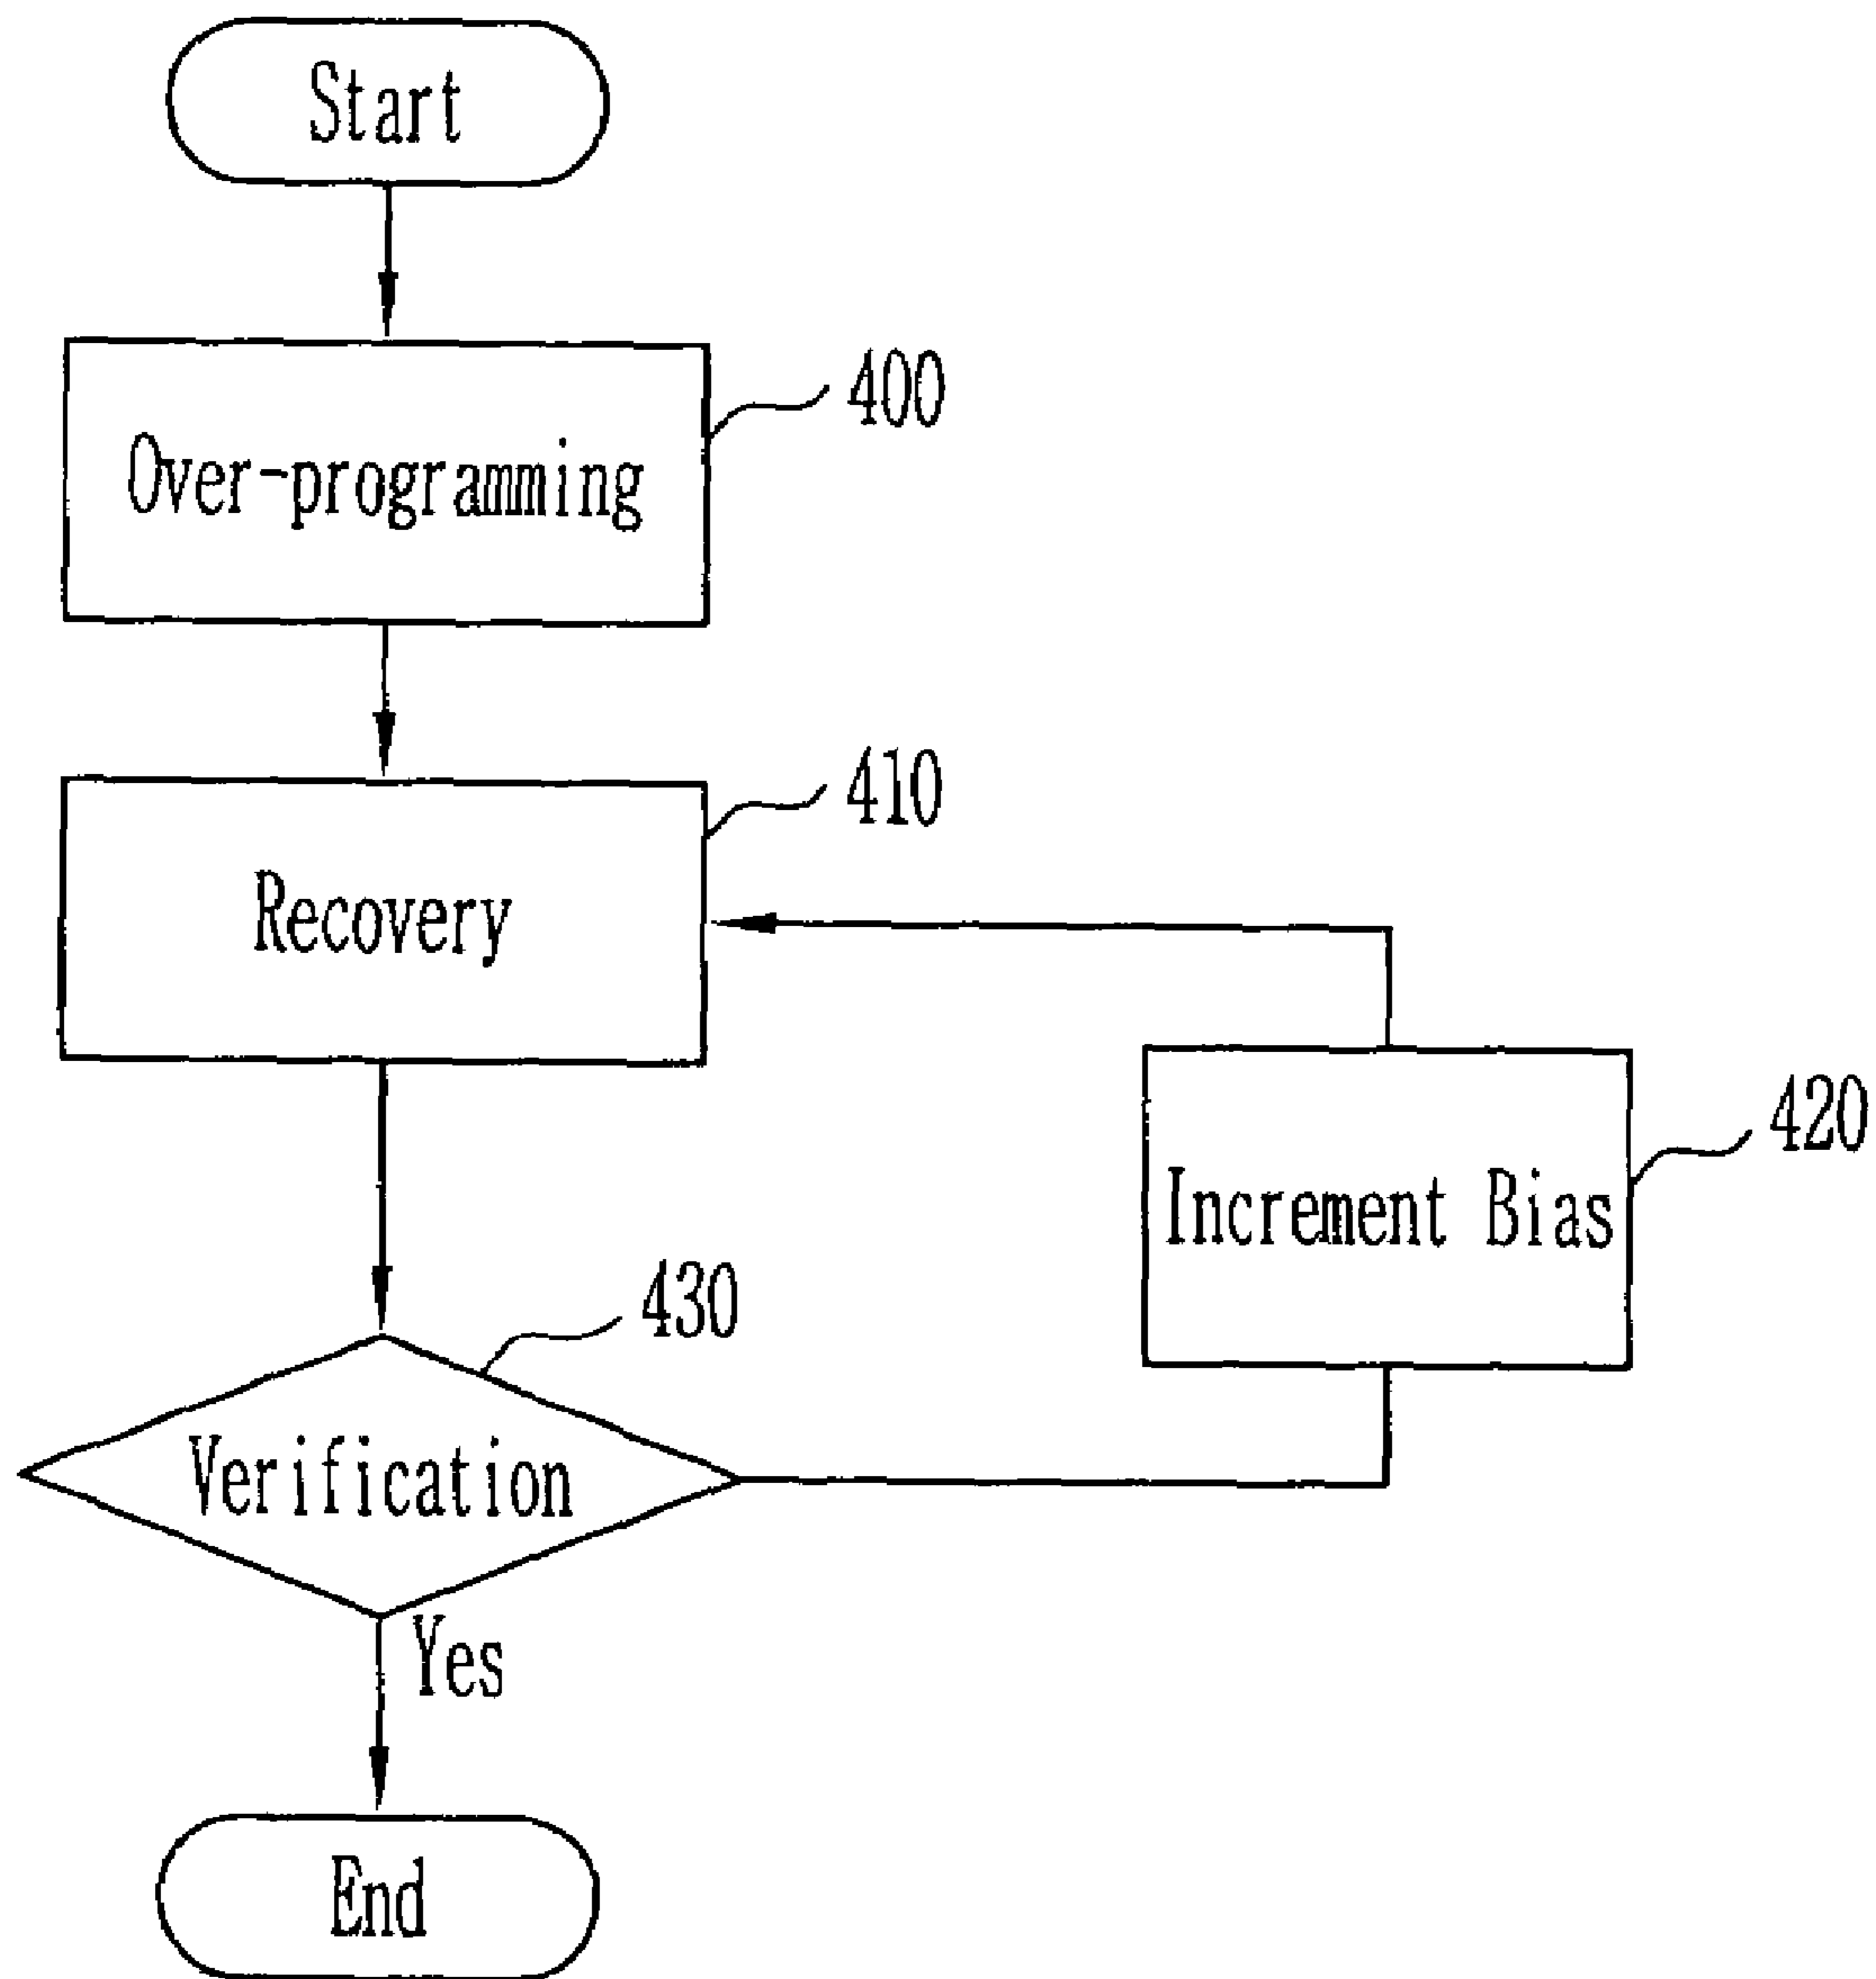 Start
400
Over-programming
410
Recovery
420
Increment Bias
430
Verification
Yes
End